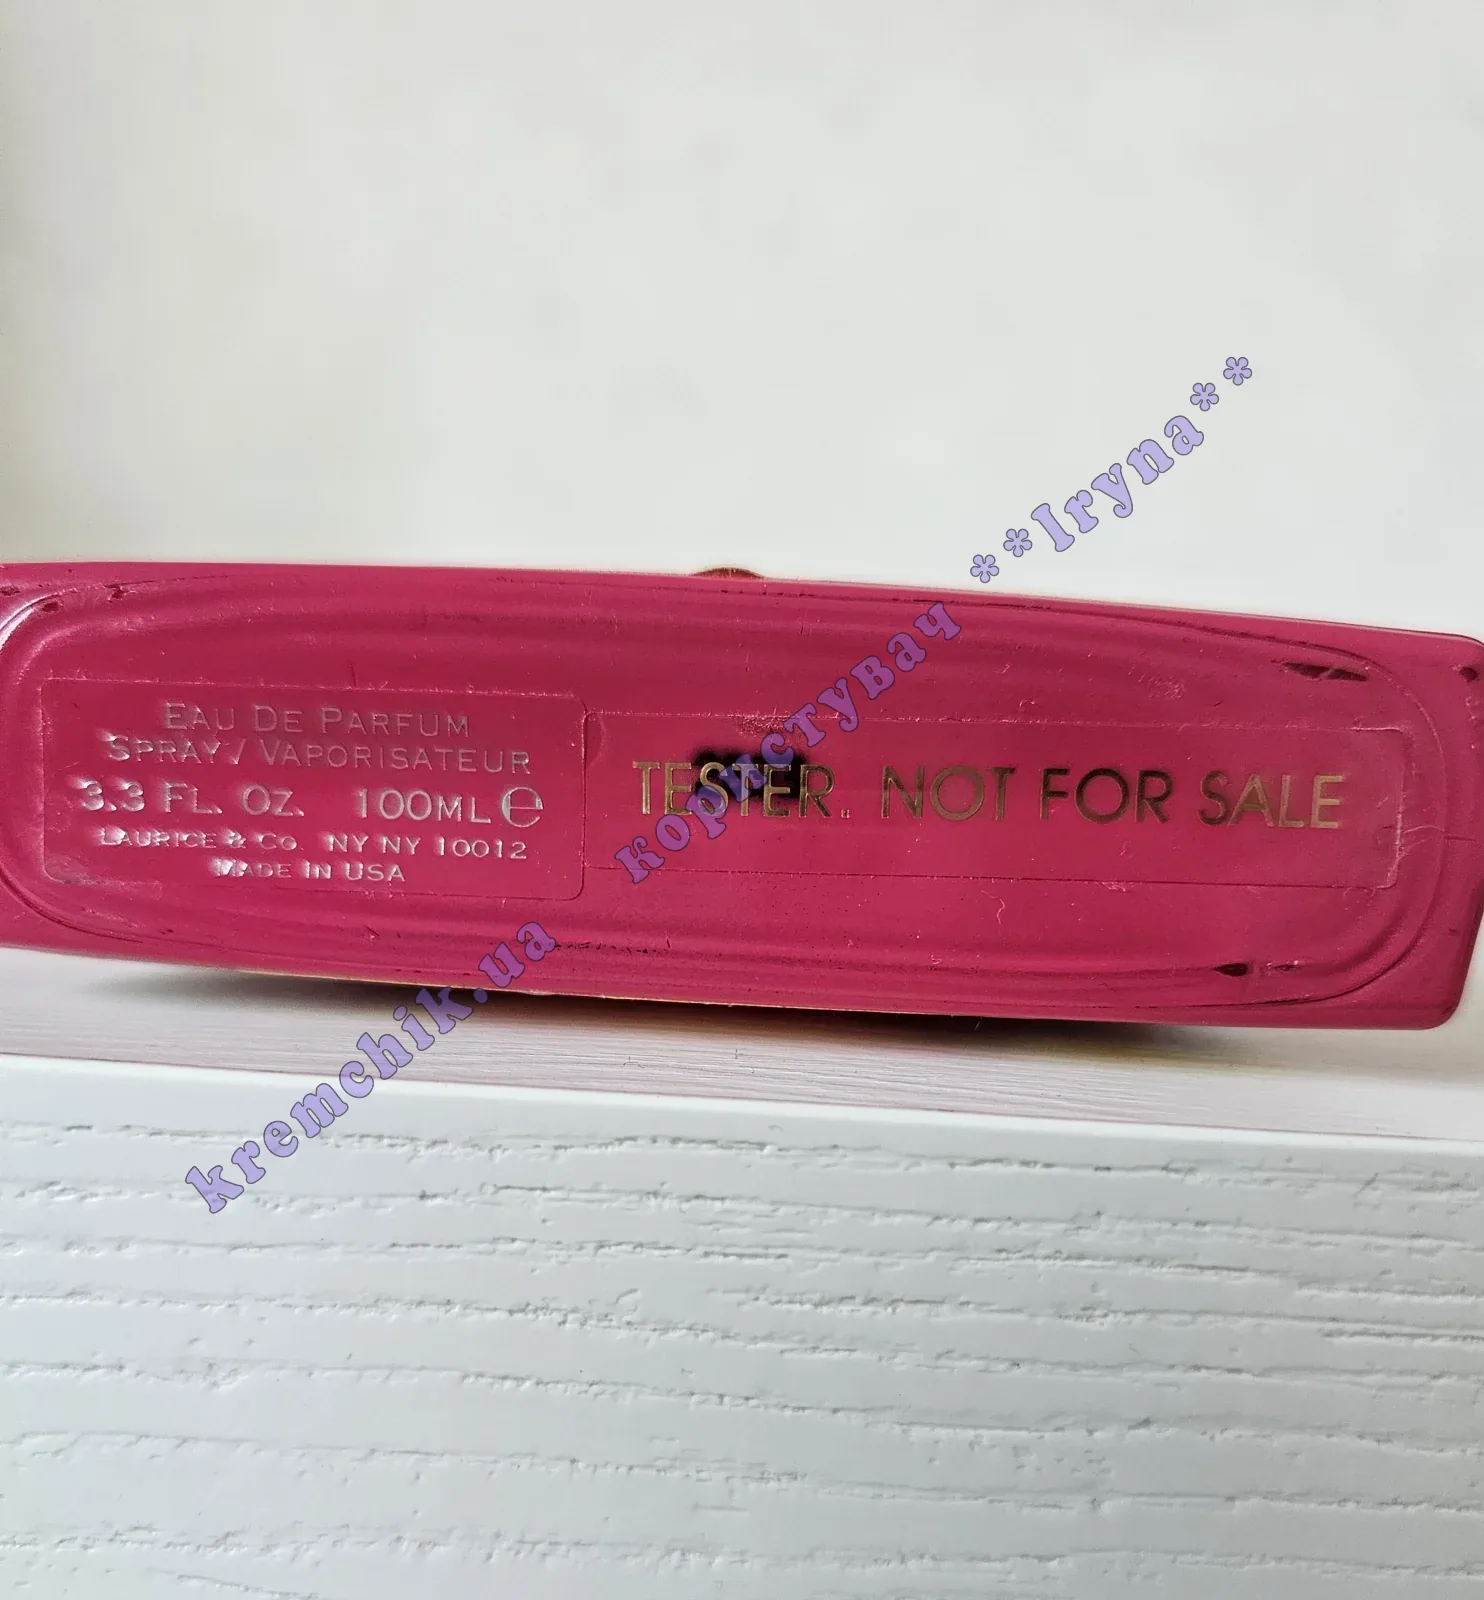 EAU DE PARFUM
SPRAY / VAPORISATEUR
3.3 FL. OZ. 100ML ℮
LAURICE & CO. NY NY 10012
MADE IN USA
TESTER. NOT FOR SALE
kremchik.ua користувач **Iryna**